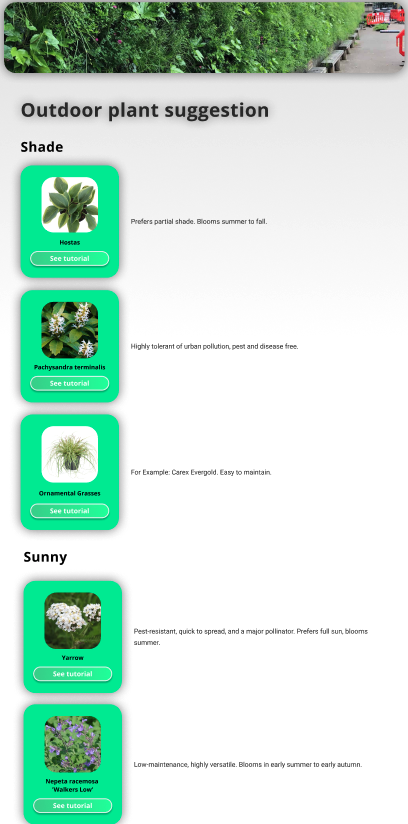 Outdoor plant suggestion
Shade
Hostas
See tutorial
Prefers partial shade. Blooms summer to fall.
Pachysandra terminalis
See tutorial
Highly tolerant of urban pollution, pest and disease free.
Ornamental Grasses
See tutorial
For Example: Carex Evergold. Easy to maintain.
Sunny
Yarrow
See tutorial
Pest-resistant, quick to spread, and a major pollinator. Prefers full sun, blooms
summer.
Nepeta racemosa
'Walkers Low'
See tutorial
Low-maintenance, highly versatile. Blooms in early summer to early autumn.